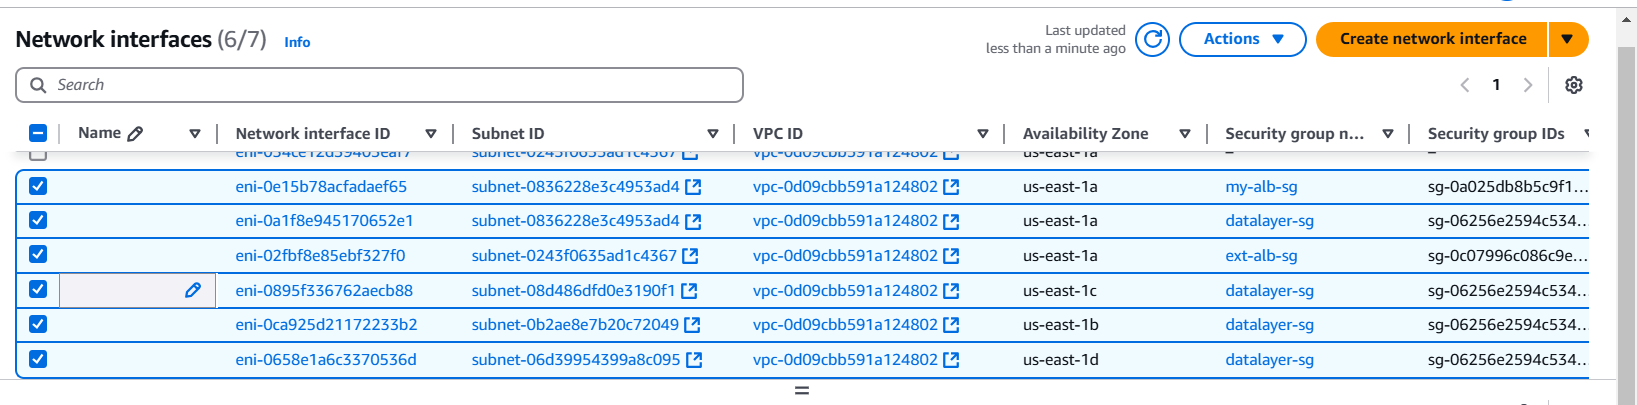 Network interfaces (6/7) Info
Last updated
less than a minute ago
Actions
Create network interface
Search
1
Name Network interface ID Subnet ID VPC ID Availability Zone Security group n... Security group IDs
us-east-1a – –
eni-0e15b78acfadaef65 subnet-0836228e3c4953ad4 vpc-0d09cbb591a124802 us-east-1a my-alb-sg sg-0a025db8b5c9f1...
eni-0a1f8e945170652e1 subnet-0836228e3c4953ad4 vpc-0d09cbb591a124802 us-east-1a datalayer-sg sg-06256e2594c534...
eni-02fbf8e85ebf327f0 subnet-0243f0635ad1c4367 vpc-0d09cbb591a124802 us-east-1a ext-alb-sg sg-0c07996c086c9e...
eni-0895f336762aecb88 subnet-08d486dfd0e3190f1 vpc-0d09cbb591a124802 us-east-1c datalayer-sg sg-06256e2594c534...
eni-0ca925d21172233b2 subnet-0b2ae8e7b20c72049 vpc-0d09cbb591a124802 us-east-1b datalayer-sg sg-06256e2594c534...
eni-0658e1a6c3370536d subnet-06d39954399a8c095 vpc-0d09cbb591a124802 us-east-1d datalayer-sg sg-06256e2594c534...